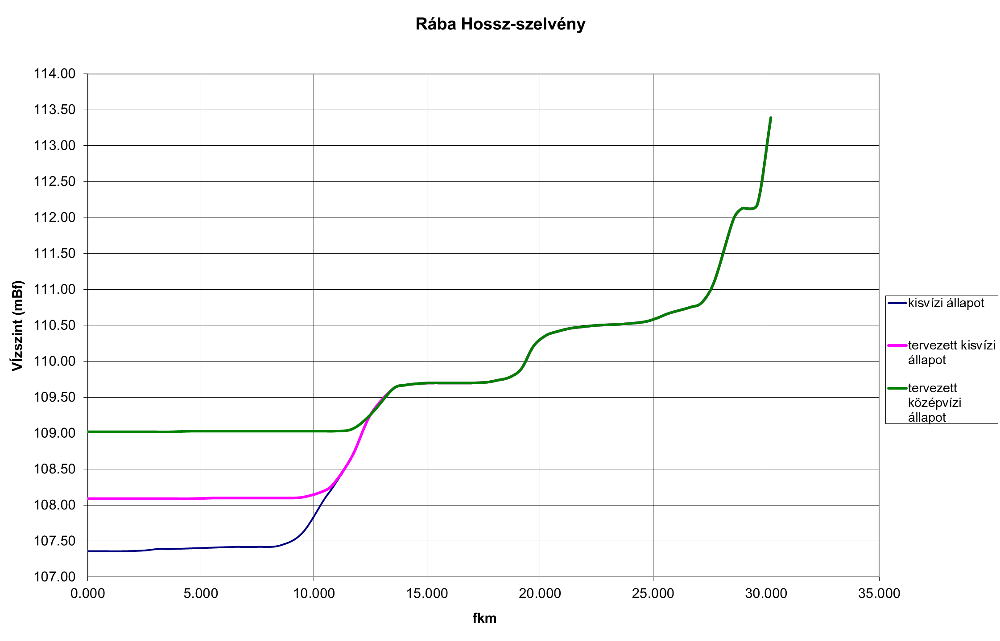 Rába Hossz-szelvény
114.00
113.50
113.00
112.50
112.00
111.50
111.00
110.50
110.00
109.50
109.00
108.50
108.00
107.50
107.00
Vízszint (mBf)
0.000 5.000 10.000 15.000 20.000 25.000 30.000 35.000
fkm
kisvízi állapot
tervezett kisvízi
állapot
tervezett
középvízi
állapot